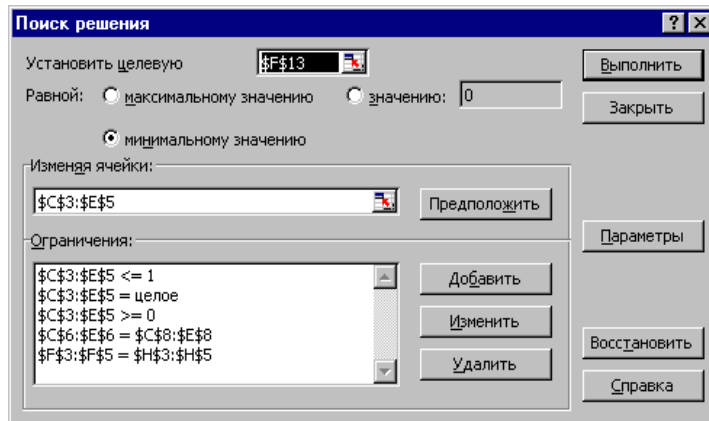 Поиск решения
Установить целевую $F$13 Выполнить
Равной: максимальному значению значению: 0 Закрыть
минимальному значению
Изменяя ячейки:
$C$3:$E$5 Предположить
Ограничения: Параметры
$C$3:$E$5 <= 1 Добавить
$C$3:$E$5 = целое
$C$3:$E$5 >= 0 Изменить
$C$6:$E$6 = $C$8:$E$8 Восстановить
$F$3:$F$5 = $H$3:$H$5 Удалить
Справка